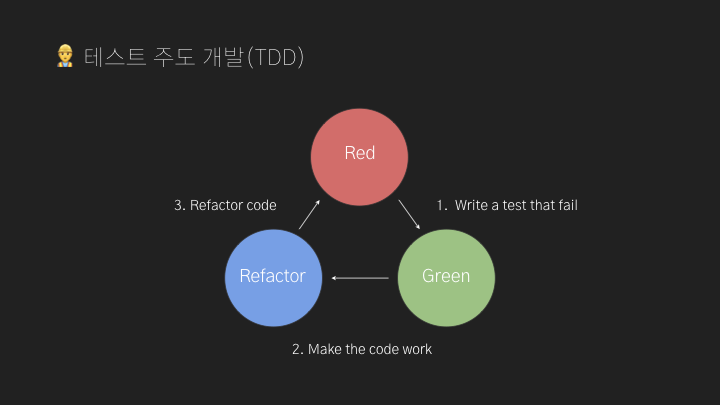 👷 테스트 주도 개발(TDD)
Red
3. Refactor code
1. Write a test that fail
Refactor
Green
2. Make the code work